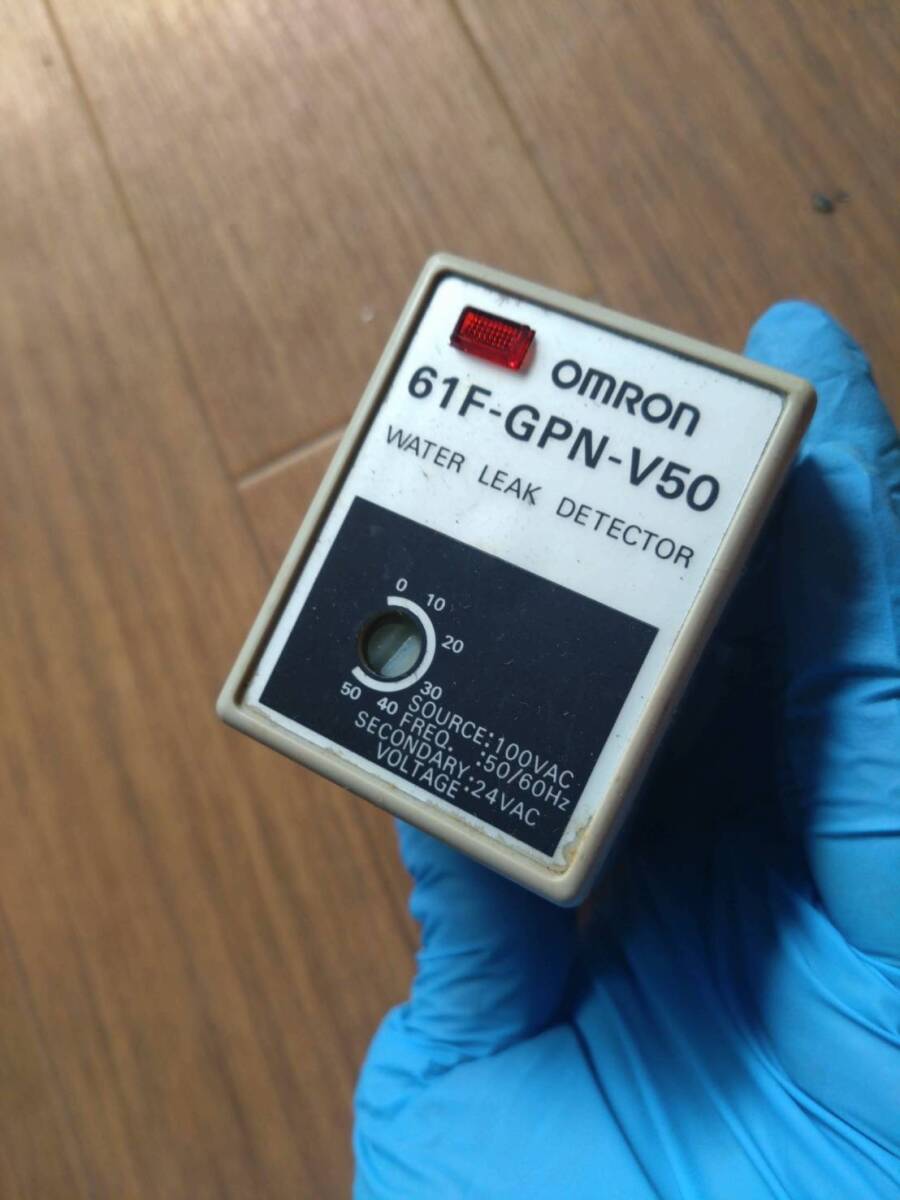 OMRON
61F-GPN-V50
WATER LEAK DETECTOR
0
10
20
30
40
50
SOURCE:100VAC
FREQ. :50/60Hz
SECONDARY:24VAC
VOLTAGE